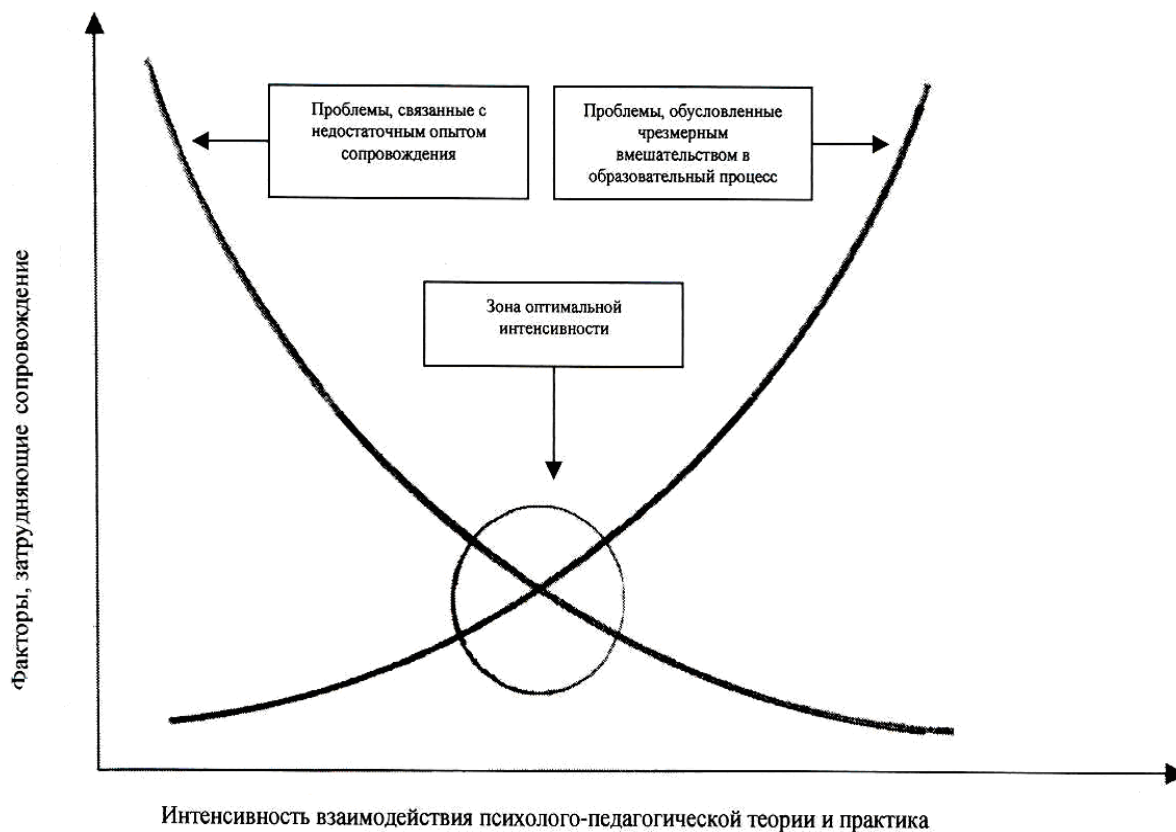 Проблемы, связанные с
недостаточным опытом
сопровождения
Проблемы, обусловленные
чрезмерным
вмешательством в
образовательный процесс
Зона оптимальной
интенсивности
Факторы, затрудняющие сопровождение
Интенсивность взаимодействия психолого-педагогической теории и практика